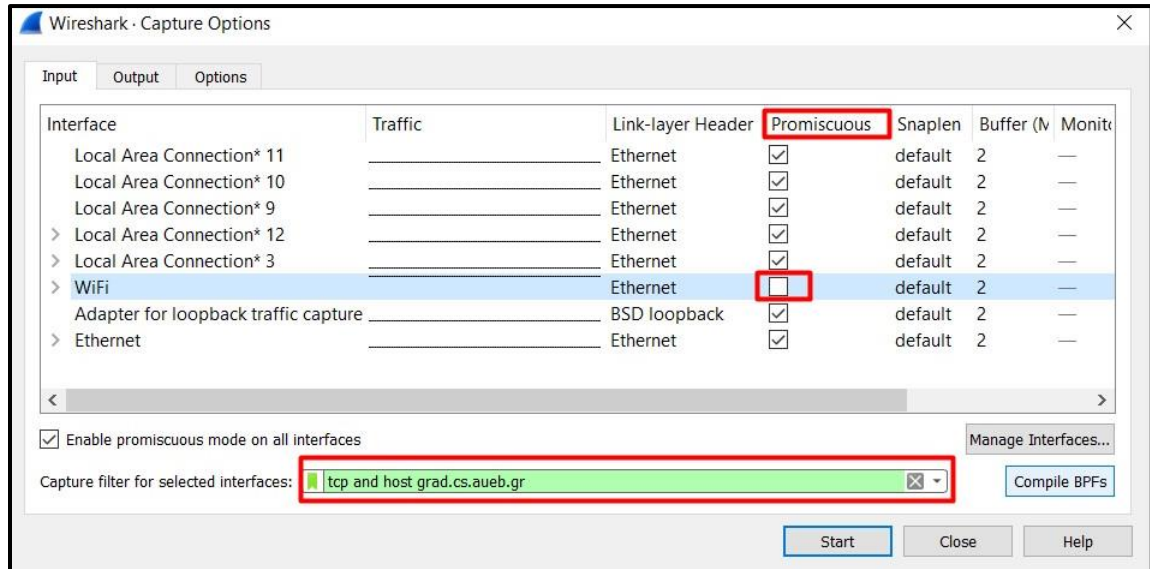 Wireshark · Capture Options
Input Output Options
Interface Traffic Link-layer Header Promiscuous Snaplen Buffer (M Monito
Local Area Connection* 11 Ethernet default 2 —
Local Area Connection* 10 Ethernet default 2 —
Local Area Connection* 9 Ethernet default 2 —
Local Area Connection* 12 Ethernet default 2 —
Local Area Connection* 3 Ethernet default 2 —
WiFi Ethernet default 2 —
Adapter for loopback traffic capture BSD loopback default 2 —
Ethernet Ethernet default 2 —
Enable promiscuous mode on all interfaces Manage Interfaces...
Capture filter for selected interfaces: tcp and host grad.cs.aueb.gr Compile BPFs
Start Close Help